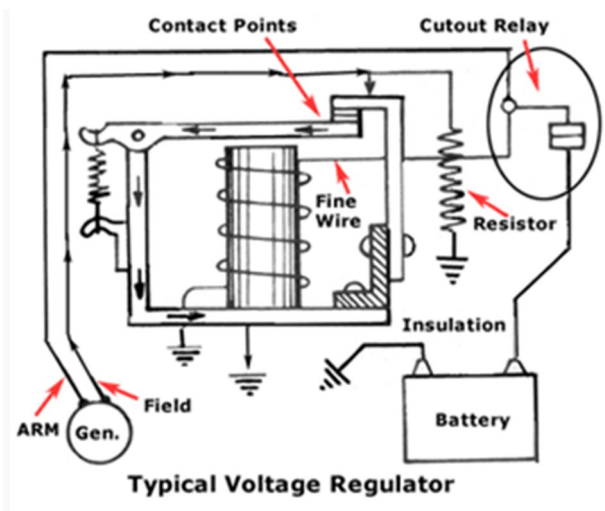 Contact Points
Cutout Relay
Fine
Wire
Resistor
Insulation
ARM
Field
Gen.
Battery
Typical Voltage Regulator